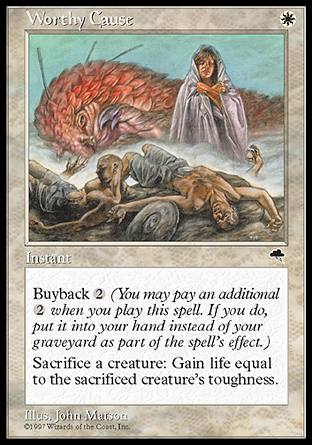 Worthy Cause
Instant
Buyback 2 (You may pay an additional
2 when you play this spell. If you do,
put it into your hand instead of your
graveyard as part of the spell's effect.)
Sacrifice a creature: Gain life equal
to the sacrificed creature's toughness.
Illus. John Matson
©1997 Wizards of the Coast, Inc.